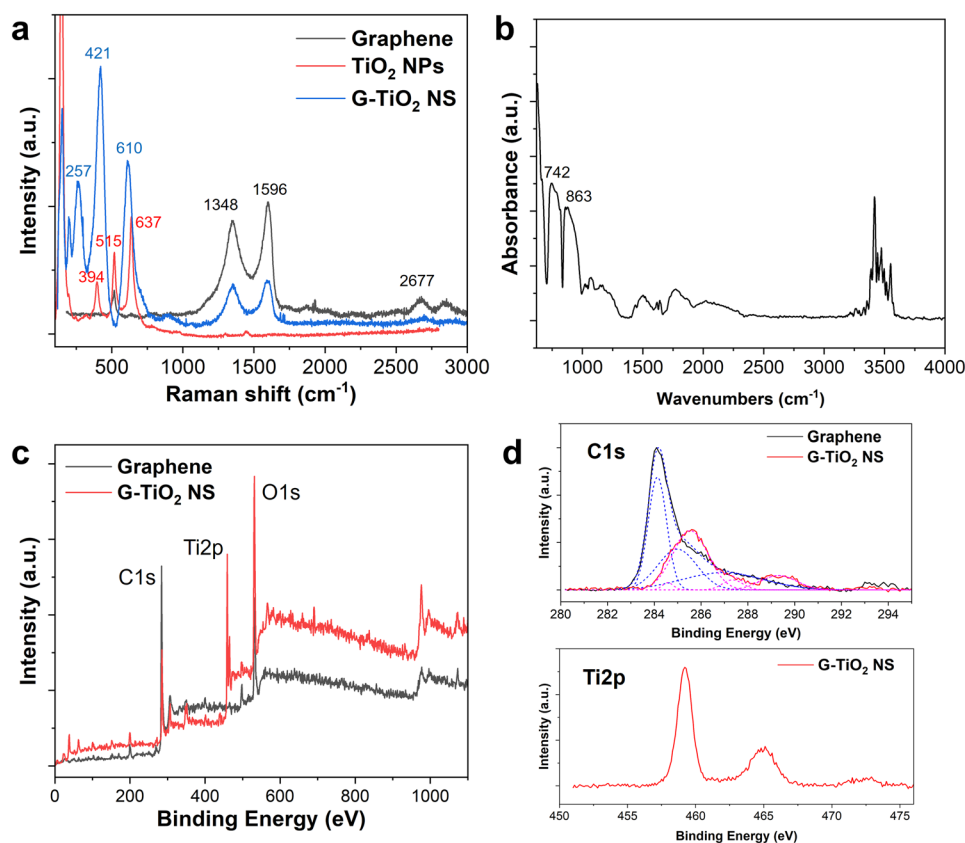 a
Graphene
TiO₂ NPs
G-TiO₂ NS
421
257
610
637
515
394
1348
1596
2677
Intensity (a.u.)
500 1000 1500 2000 2500 3000
Raman shift (cm⁻¹)
b
742
863
Absorbance (a.u.)
1000 1500 2000 2500 3000 3500 4000
Wavenumbers (cm⁻¹)
c
Graphene
G-TiO₂ NS
O1s
Ti2p
C1s
Intensity (a.u.)
0 200 400 600 800 1000
Binding Energy (eV)
d
C1s
Graphene
G-TiO₂ NS
Intensity (a.u.)
280 282 284 286 288 290 292 294
Binding Energy (eV)
Ti2p
G-TiO₂ NS
Intensity (a.u.)
450 455 460 465 470 475
Binding Energy (eV)